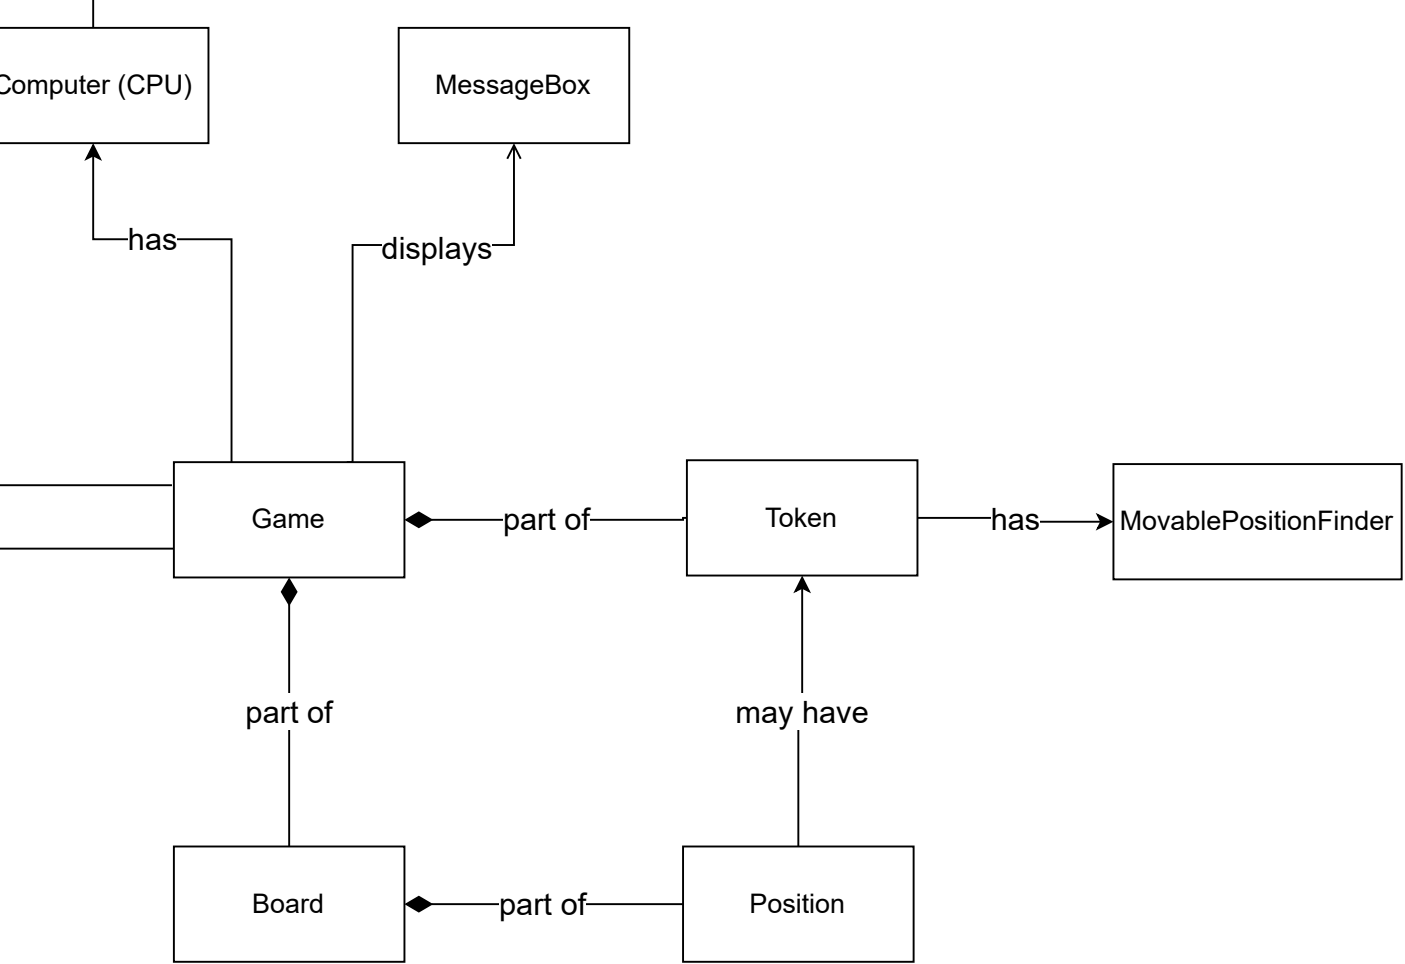 Computer (CPU)
MessageBox
has
displays
Game
part of
Token
has
MovablePositionFinder
part of
may have
Board
part of
Position